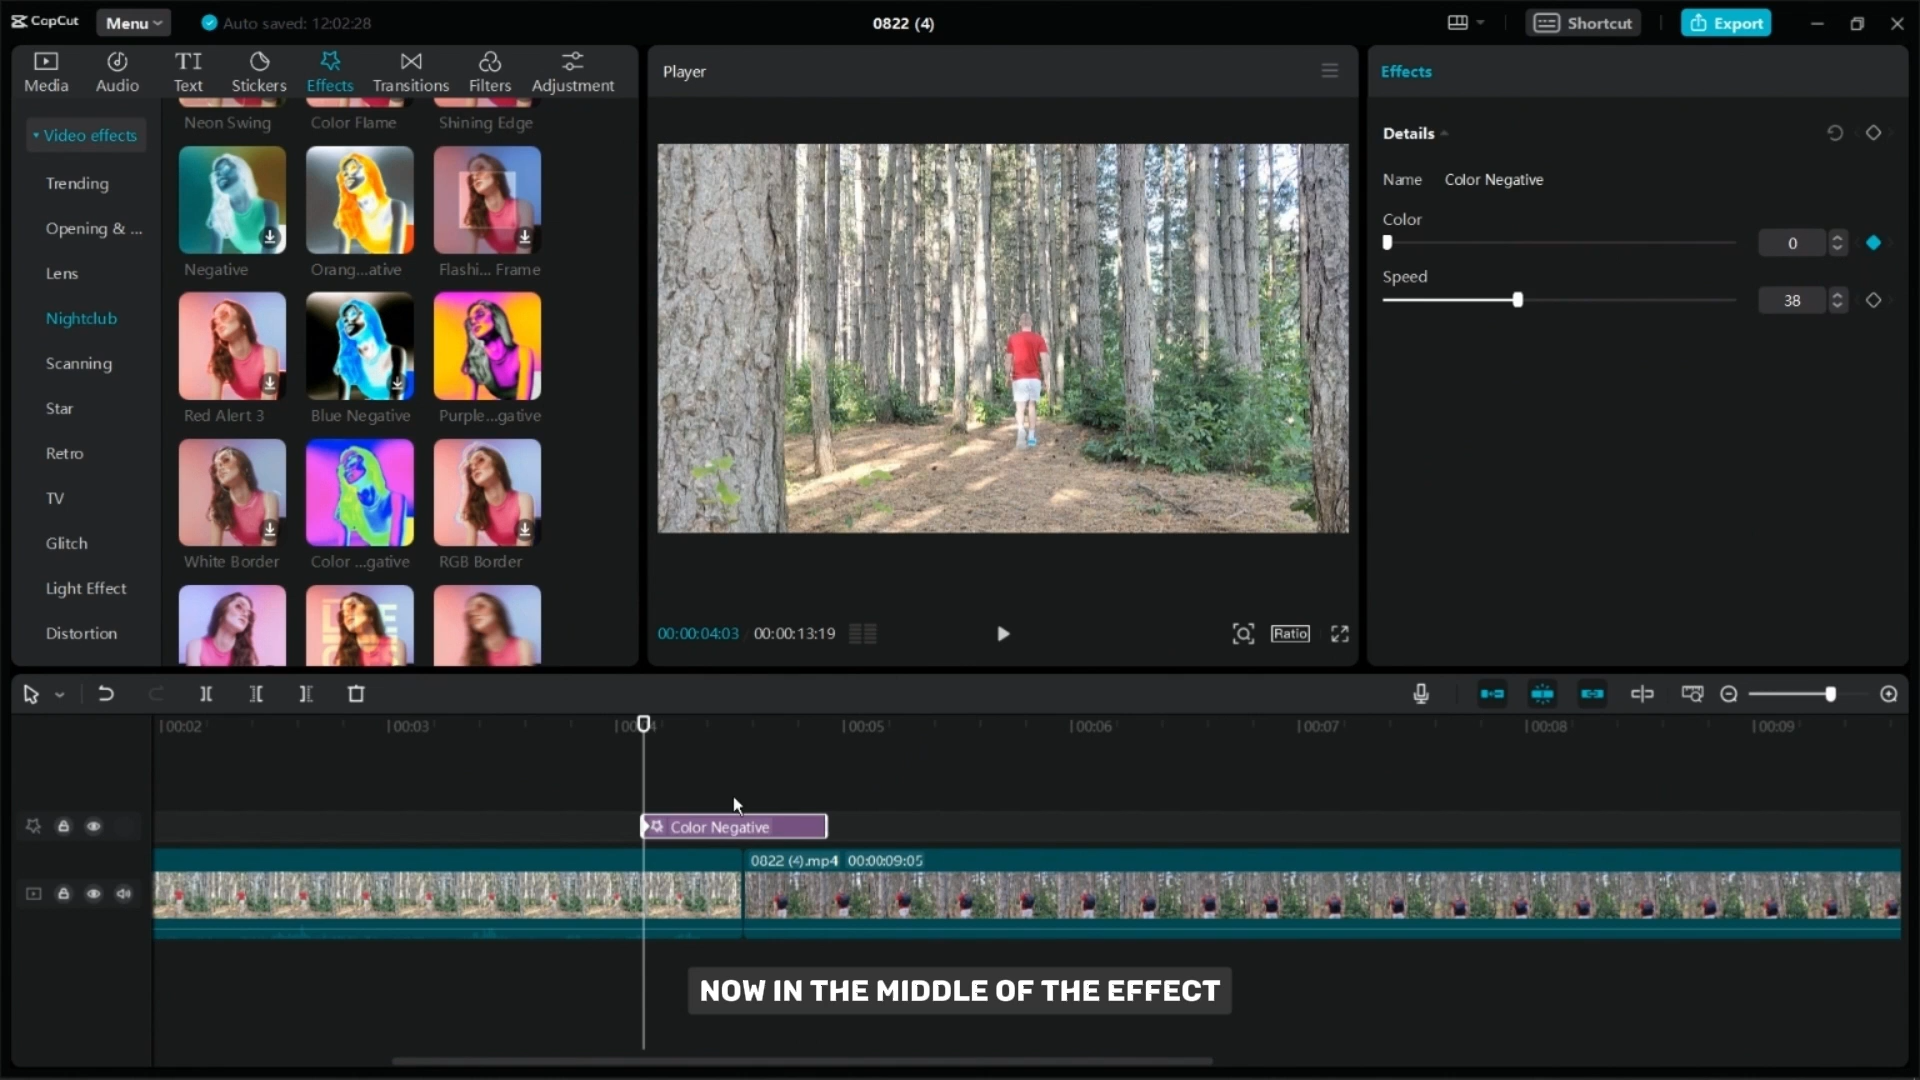 CapCut
Menu
Auto saved: 12:02:28
0822 (4)
Shortcut
Export
Media
Audio
Text
Stickers
Effects
Transitions
Filters
Adjustment
Video effects
Trending
Opening & ...
Lens
Nightclub
Scanning
Star
Retro
TV
Glitch
Light Effect
Distortion
Neon Swing
Color Flame
Shining Edge
Negative
Orang...ative
Flashi... Frame
Red Alert 3
Blue Negative
Purple...gative
White Border
Color ...gative
RGB Border
Player
00:00:04:03
00:00:13:19
Ratio
Effects
Details
Name Color Negative
Color
0
Speed
38
00:02
00:03
00:05
00:06
00:07
00:08
00:09
Color Negative
0822 (4).mp4 00:00:09:05
NOW IN THE MIDDLE OF THE EFFECT